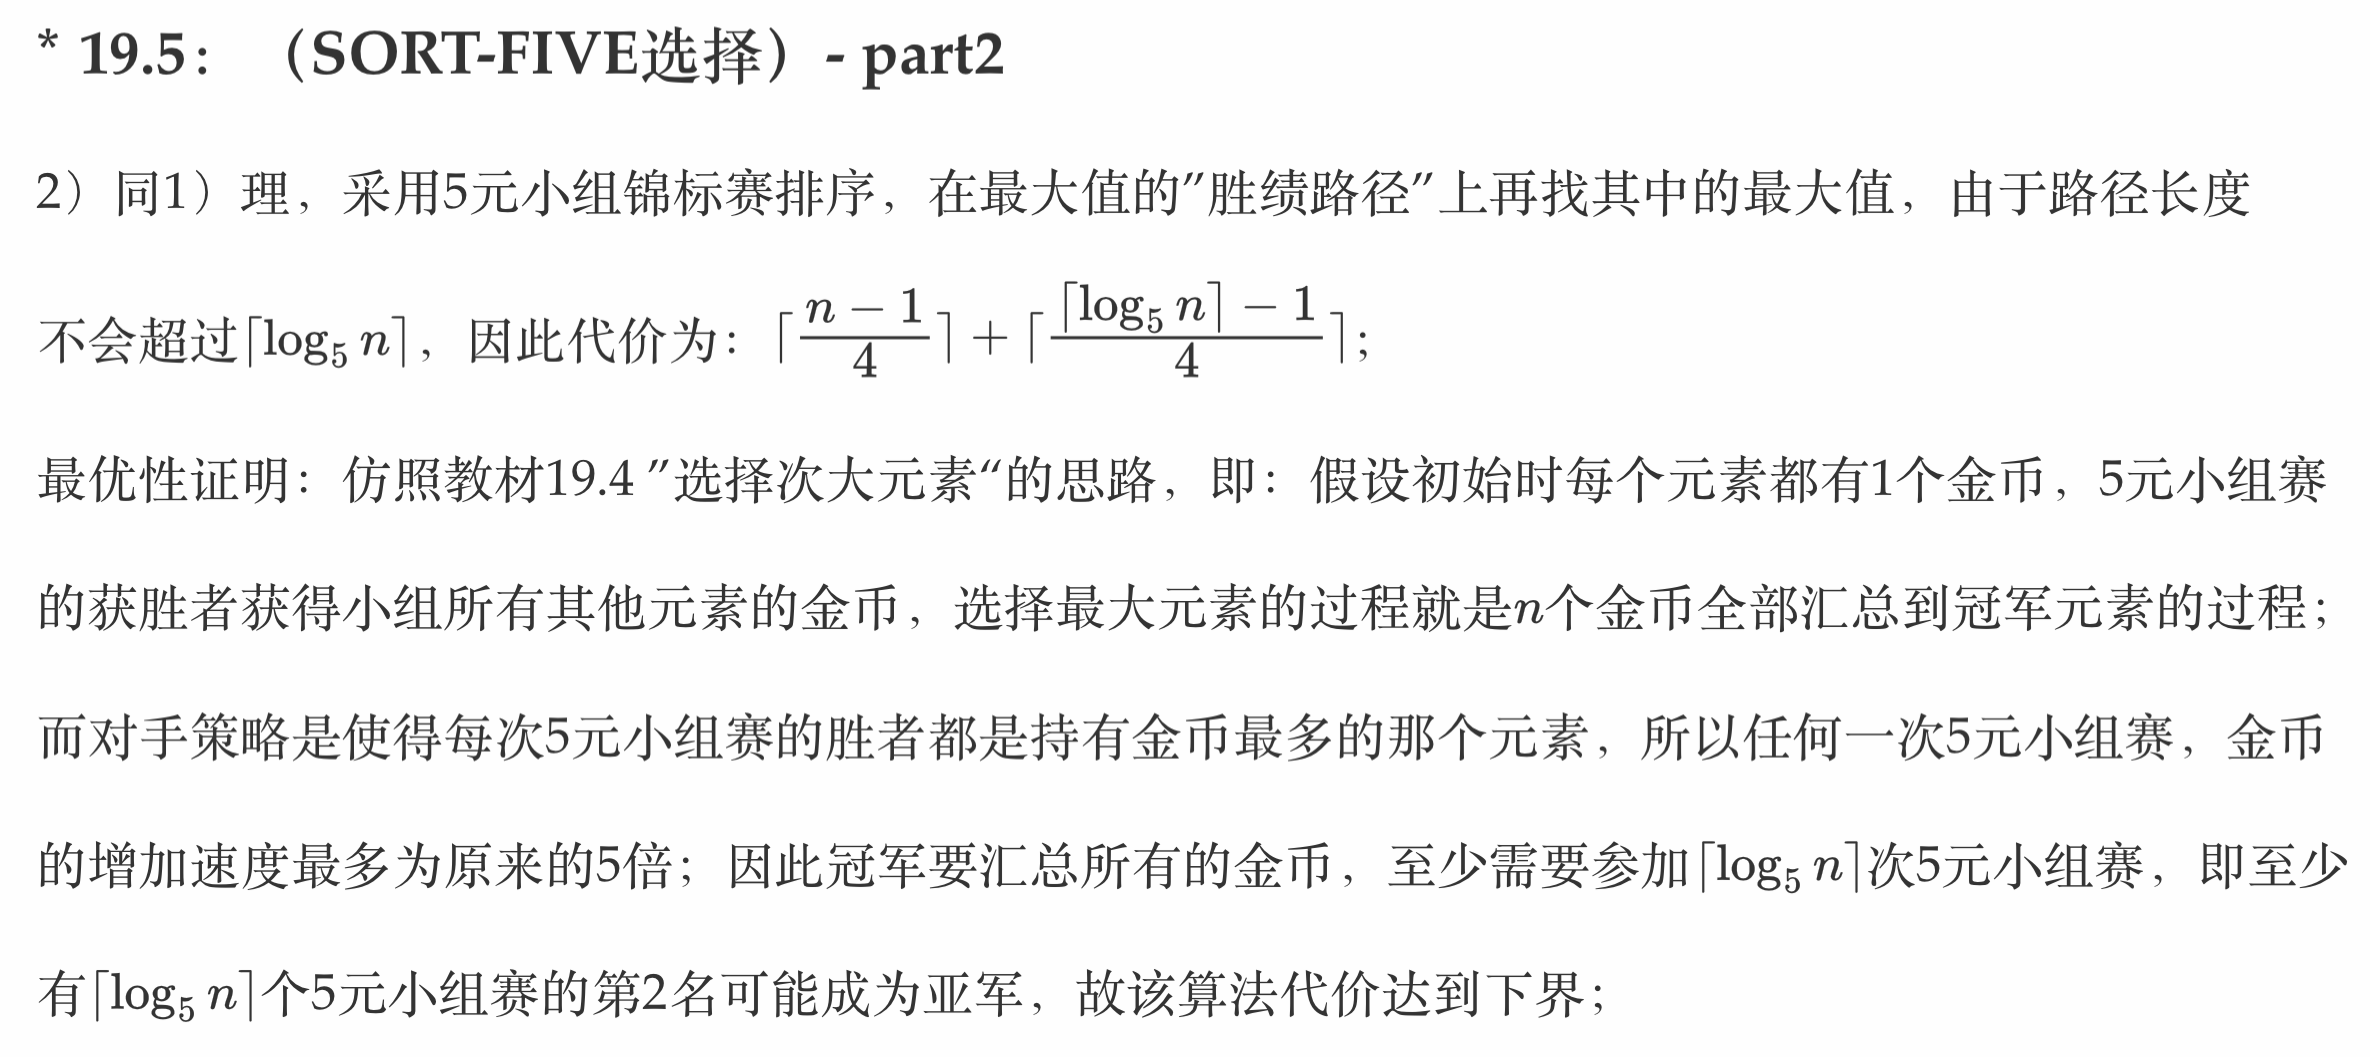 * 19.5：（SORT-FIVE选择）- part2
2）同1）理，采用5元小组锦标赛排序，在最大值的″胜绩路径″上再找其中的最大值，由于路径长度
不会超过⌈log₅ n⌉，因此代价为：⌈(n − 1)/4⌉ + ⌈(⌈log₅ n⌉ − 1)/4⌉；
最优性证明：仿照教材19.4 ″选择次大元素“的思路，即：假设初始时每个元素都有1个金币，5元小组赛
的获胜者获得小组所有其他元素的金币，选择最大元素的过程就是n个金币全部汇总到冠军元素的过程；
而对手策略是使得每次5元小组赛的胜者都是持有金币最多的那个元素，所以任何一次5元小组赛，金币
的增加速度最多为原来的5倍；因此冠军要汇总所有的金币，至少需要参加⌈log₅ n⌉次5元小组赛，即至少
有⌈log₅ n⌉个5元小组赛的第2名可能成为亚军，故该算法代价达到下界；